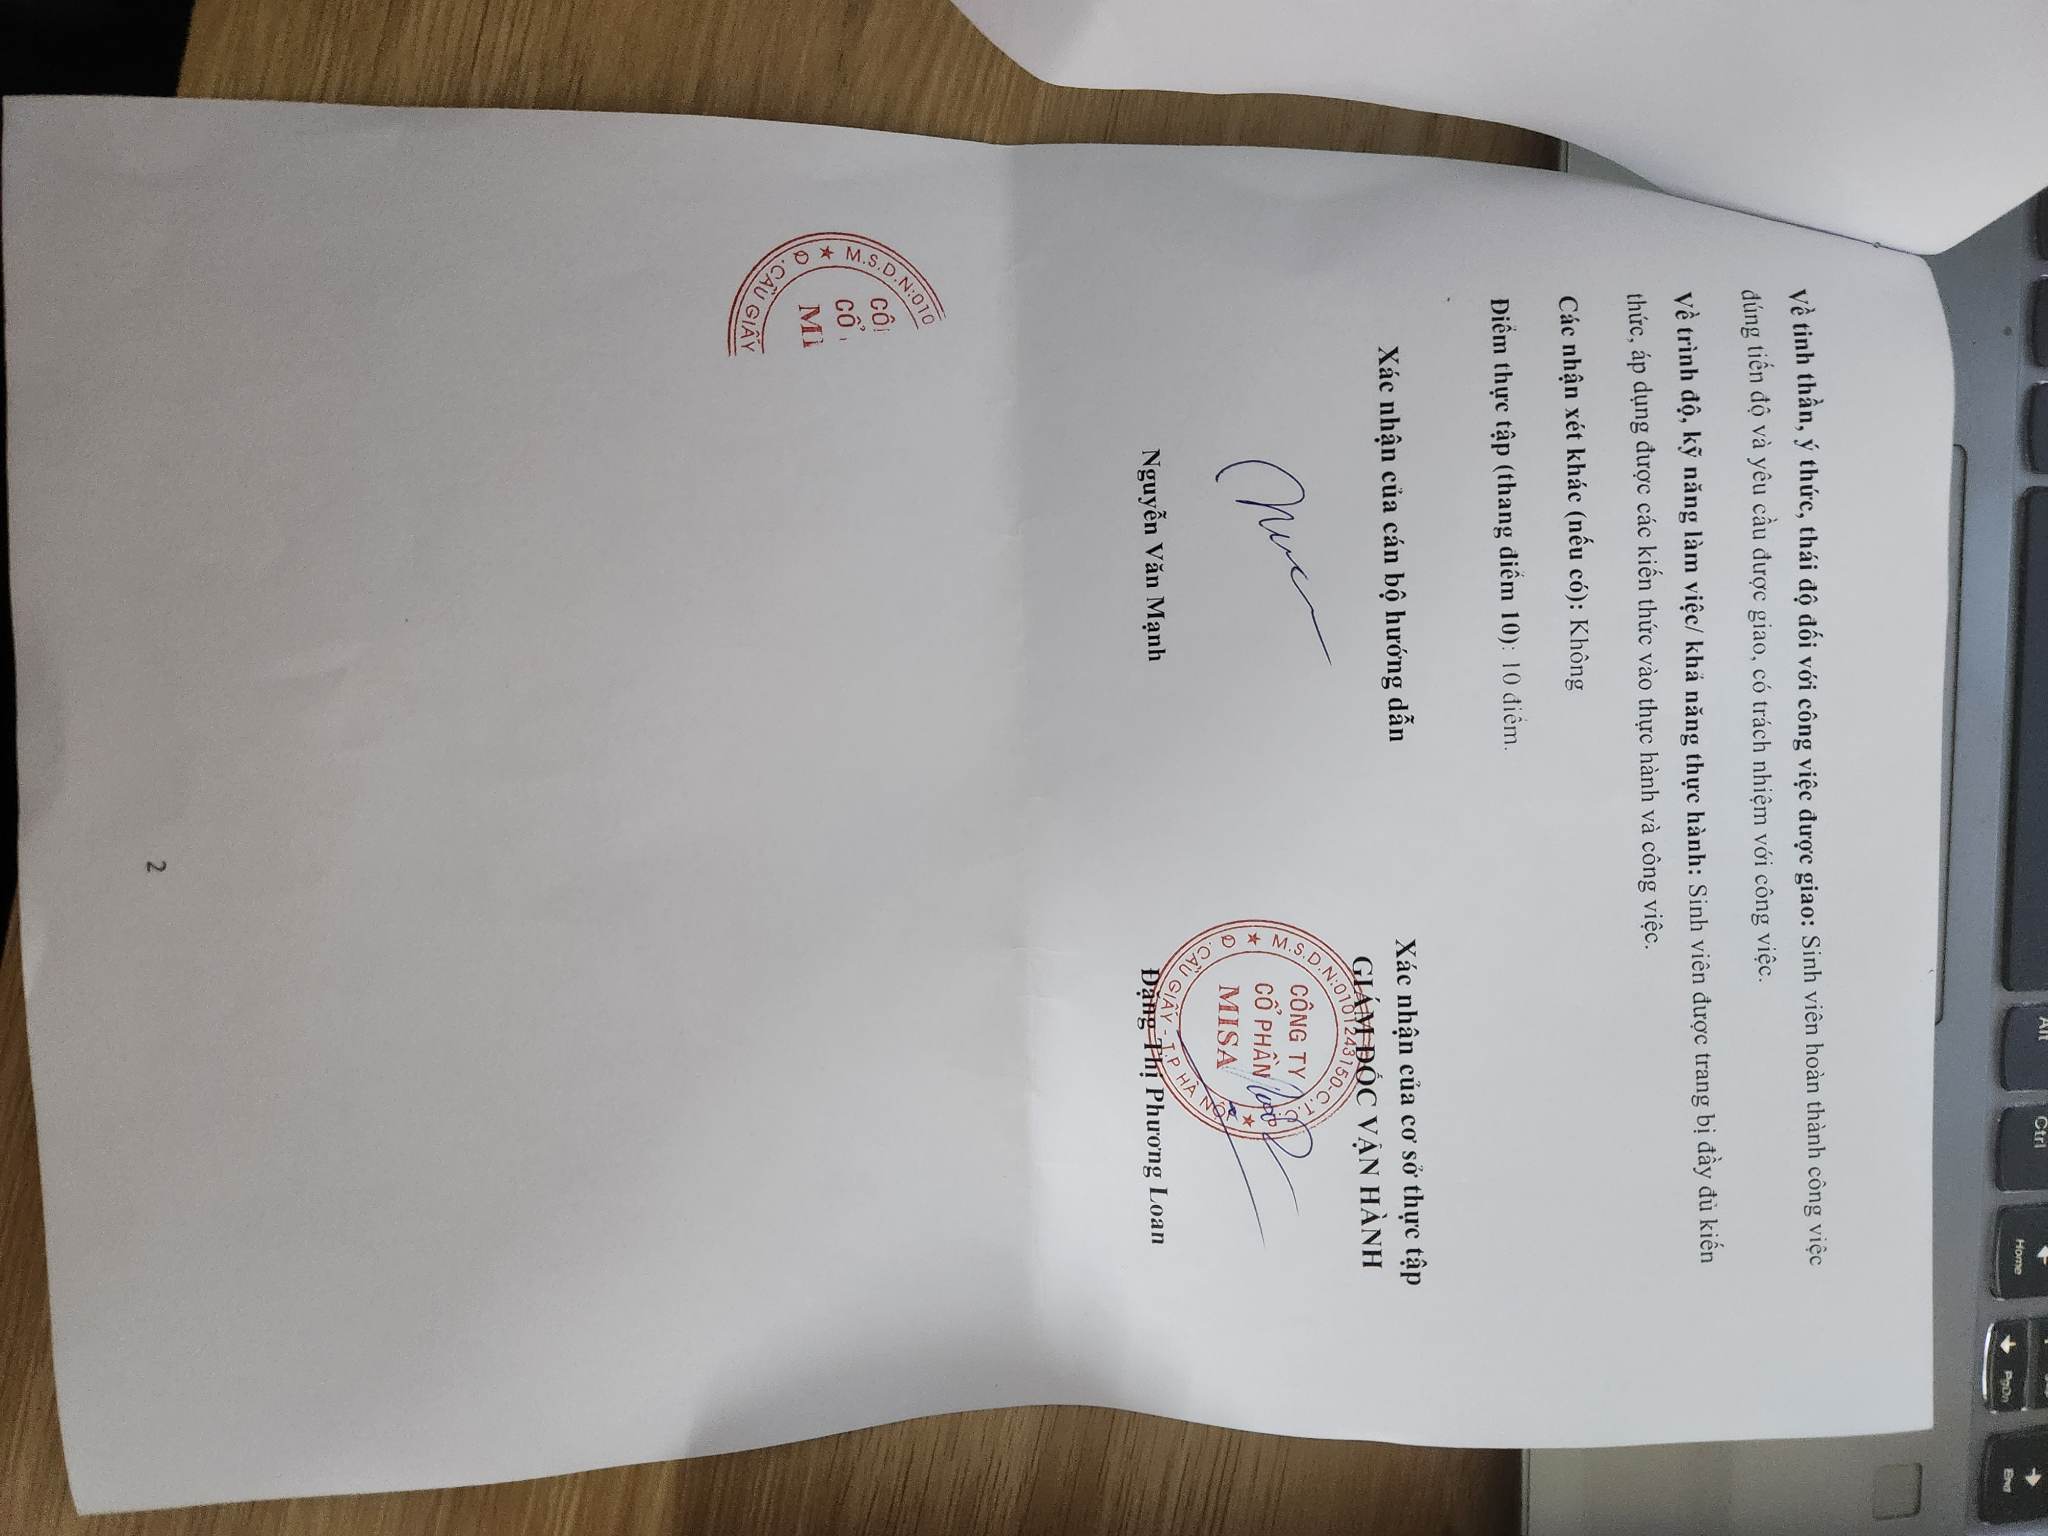 Về tinh thần, ý thức, thái độ đối với công việc được giao: Sinh viên hoàn thành công việc
đúng tiến độ và yêu cầu được giao, có trách nhiệm với công việc.
Về trình độ, kỹ năng làm việc/ khả năng thực hành: Sinh viên được trang bị đầy đủ kiến
thức, áp dụng được các kiến thức vào thực hành và công việc.
Các nhận xét khác (nếu có): Không
Điểm thực tập (thang điểm 10): 10 điểm.
Xác nhận của cán bộ hướng dẫn
Nguyễn Văn Mạnh
Xác nhận của cơ sở thực tập
GIÁM ĐỐC VẬN HÀNH
M.S.D.N:0101243150-C.T.C.P
CÔNG TY
CỔ PHẦN
MISA
Q.CẦU GIẤY - T.P HÀ NỘI
Đặng Thị Phương Loan
M.S.D.N:010
CÔ
CỔ
MI
Q.CẦU GIẤY
2
Alt
Ctrl
Home
PgDn
End